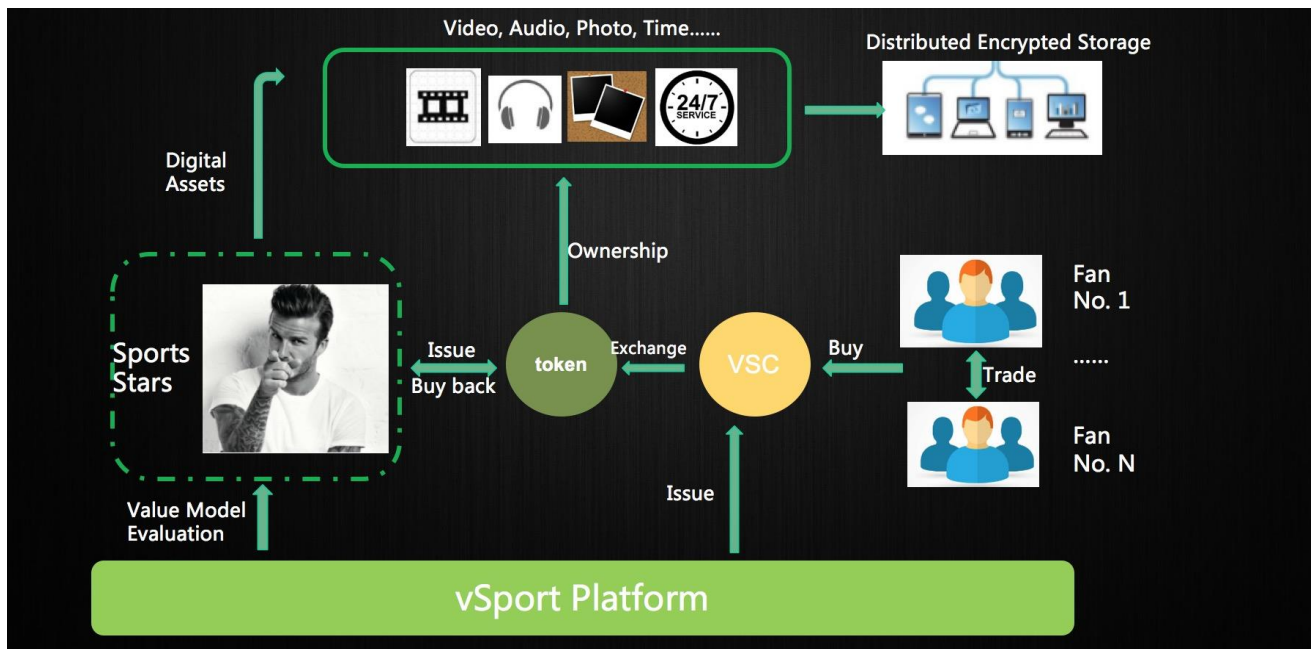 Video, Audio, Photo, Time......
Distributed Encrypted Storage
24/7
SERVICE
Digital
Assets
Ownership
Fan
No. 1
Sports
Stars
Issue
Buy back
token
Exchange
VSC
Buy
......
Trade
Fan
No. N
Value Model
Evaluation
Issue
vSport Platform